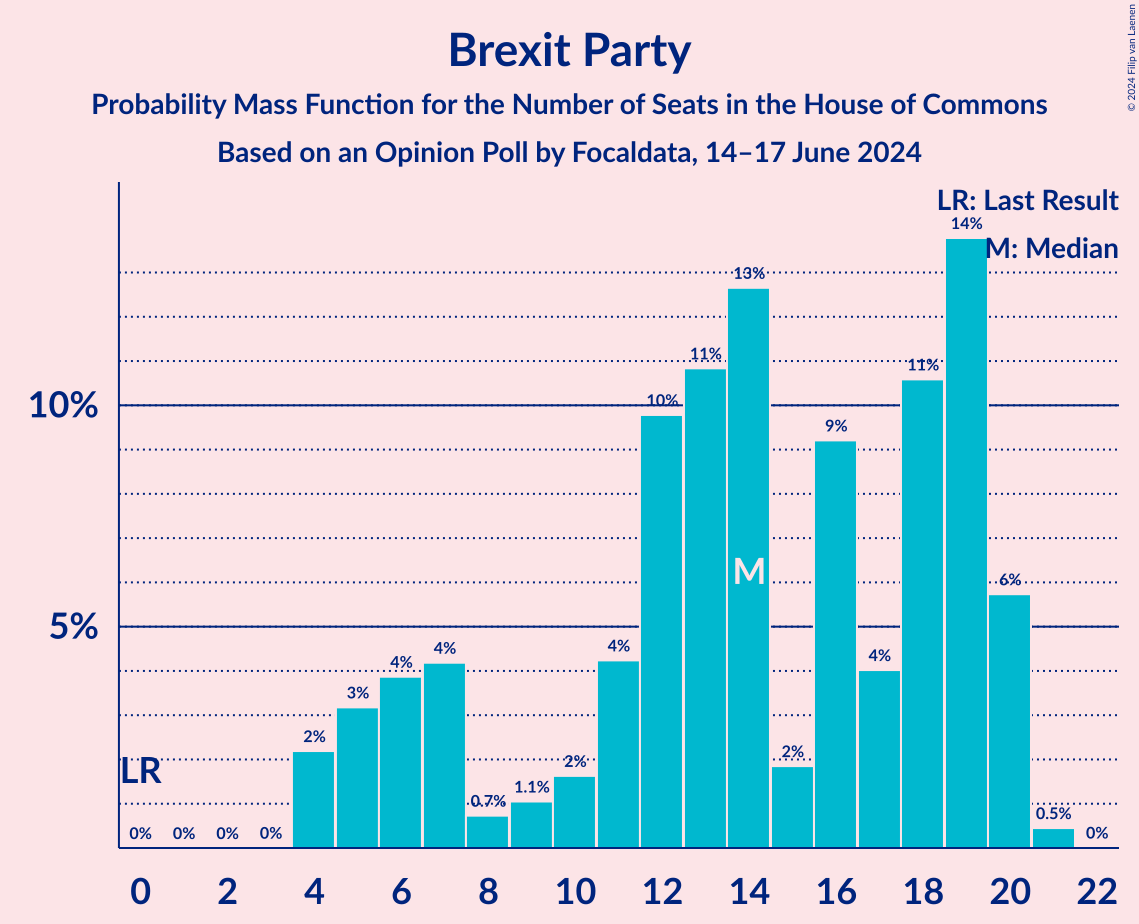 Brexit Party
Probability Mass Function for the Number of Seats in the House of Commons
Based on an Opinion Poll by Focaldata, 14–17 June 2024
© 2024 Filip van Laenen
LR: Last Result
M: Median
10%
5%
LR
M
0%
0%
0%
0%
2%
3%
4%
4%
0.7%
1.1%
2%
4%
10%
11%
13%
2%
9%
4%
11%
14%
6%
0.5%
0%
0 2 4 6 8 10 12 14 16 18 20 22